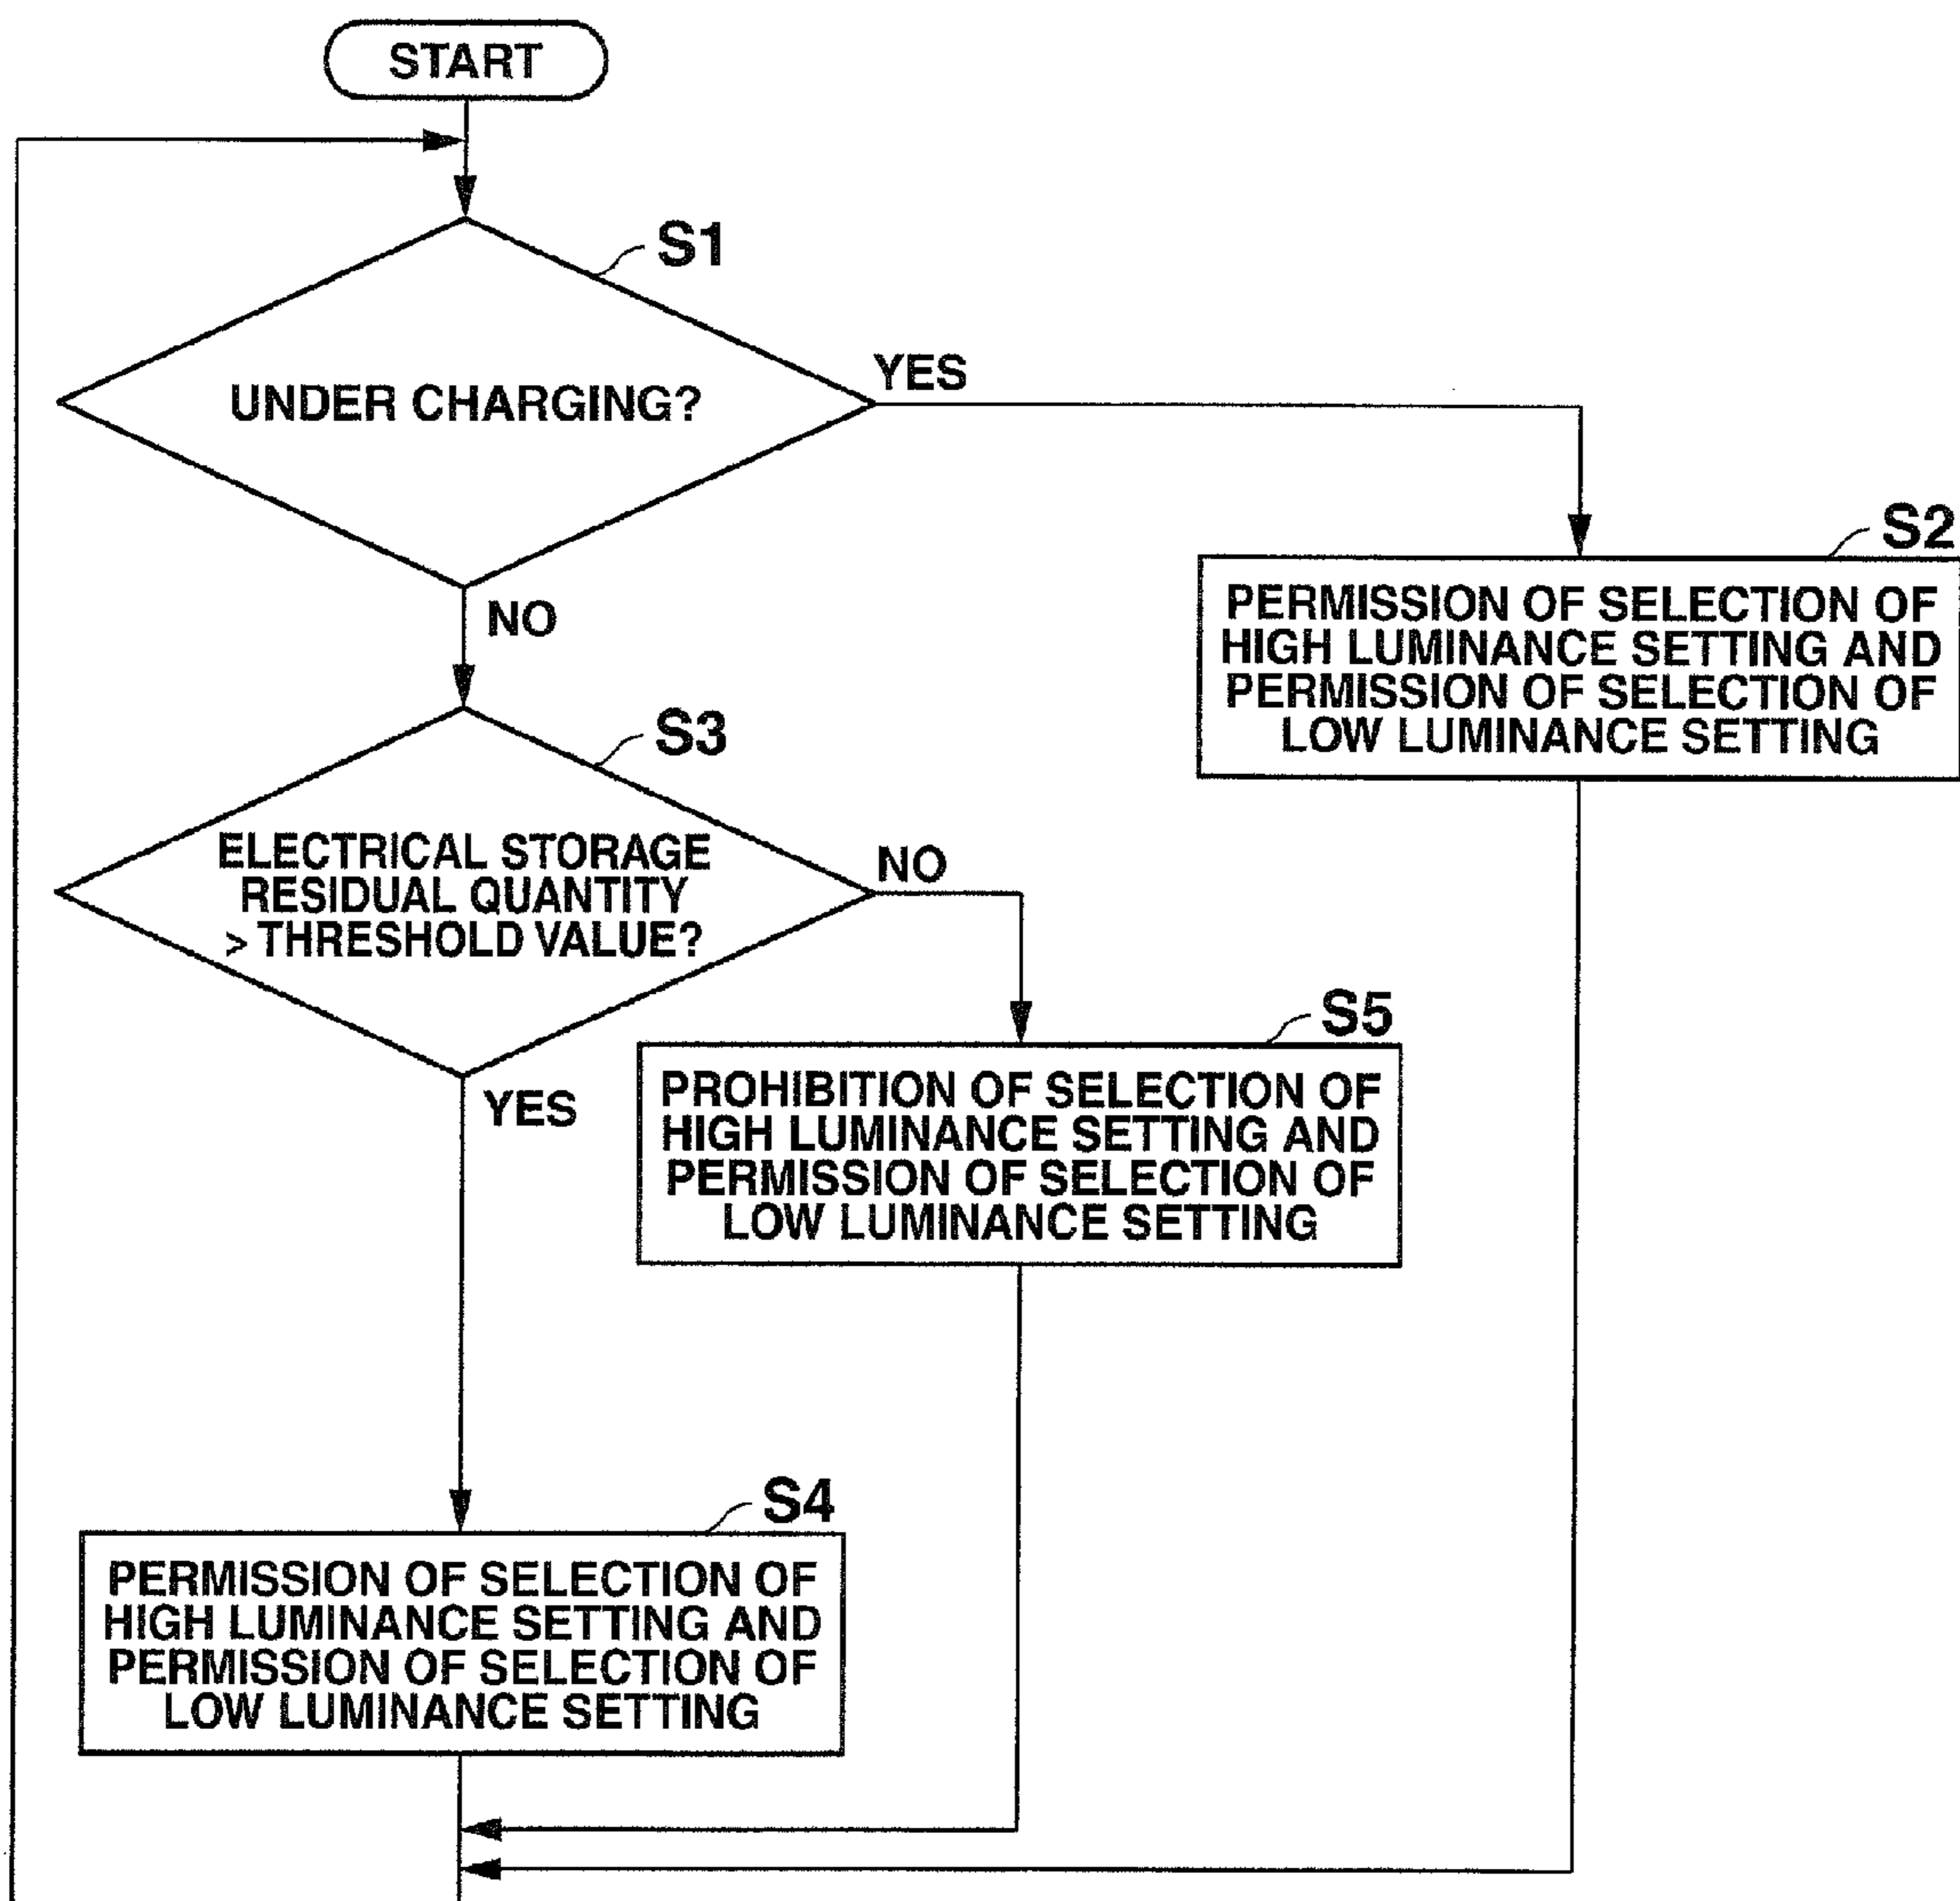 START
S1
UNDER CHARGING?
YES
NO
S2
PERMISSION OF SELECTION OF
HIGH LUMINANCE SETTING AND
PERMISSION OF SELECTION OF
LOW LUMINANCE SETTING
S3
ELECTRICAL STORAGE
RESIDUAL QUANTITY
> THRESHOLD VALUE?
NO
YES
S5
PROHIBITION OF SELECTION OF
HIGH LUMINANCE SETTING AND
PERMISSION OF SELECTION OF
LOW LUMINANCE SETTING
S4
PERMISSION OF SELECTION OF
HIGH LUMINANCE SETTING AND
PERMISSION OF SELECTION OF
LOW LUMINANCE SETTING